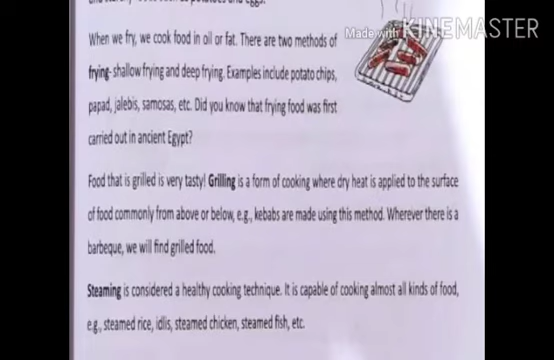 Made with KINEMASTER
When we fry, we cook food in oil or fat. There are two methods of
frying- shallow frying and deep frying. Examples include potato chips,
papad, jalebis, samosas, etc. Did you know that frying food was first
carried out in ancient Egypt?
Food that is grilled is very tasty! Grilling is a form of cooking where dry heat is applied to the surface
of food commonly from above or below, e.g., kebabs are made using this method. Wherever there is a
barbeque, we will find grilled food.
Steaming is considered a healthy cooking technique. It is capable of cooking almost all kinds of food,
e.g., steamed rice, idlis, steamed chicken, steamed fish, etc.